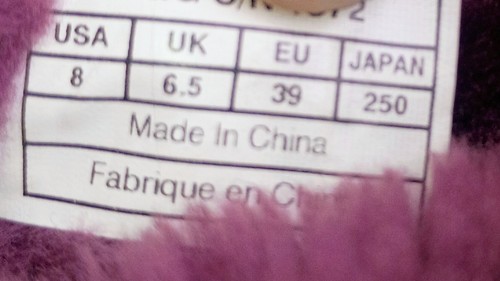 USA UK EU JAPAN
8 6.5 39 250
Made In China
Fabrique en